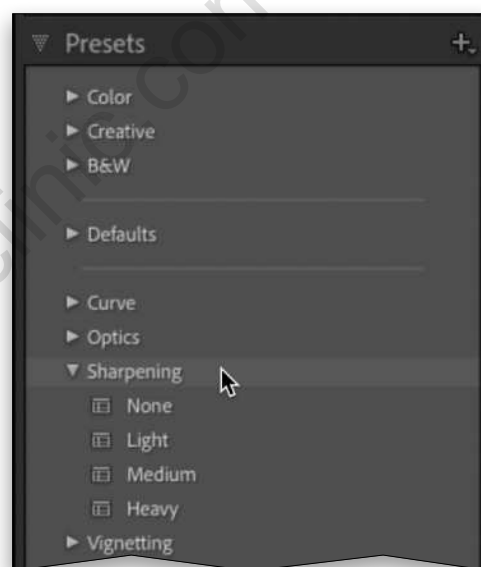 Presets
Color
Creative
B&W
Defaults
Curve
Optics
Sharpening
None
Light
Medium
Heavy
Vignetting